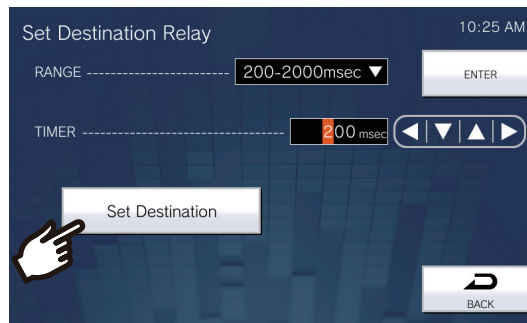 Set Destination Relay
10:25 AM
RANGE ------------------------ 200-2000msec ▼
ENTER
TIMER ---------------------------------- 200 msec ◀ | ▼ | ▲ | ▶
Set Destination
BACK